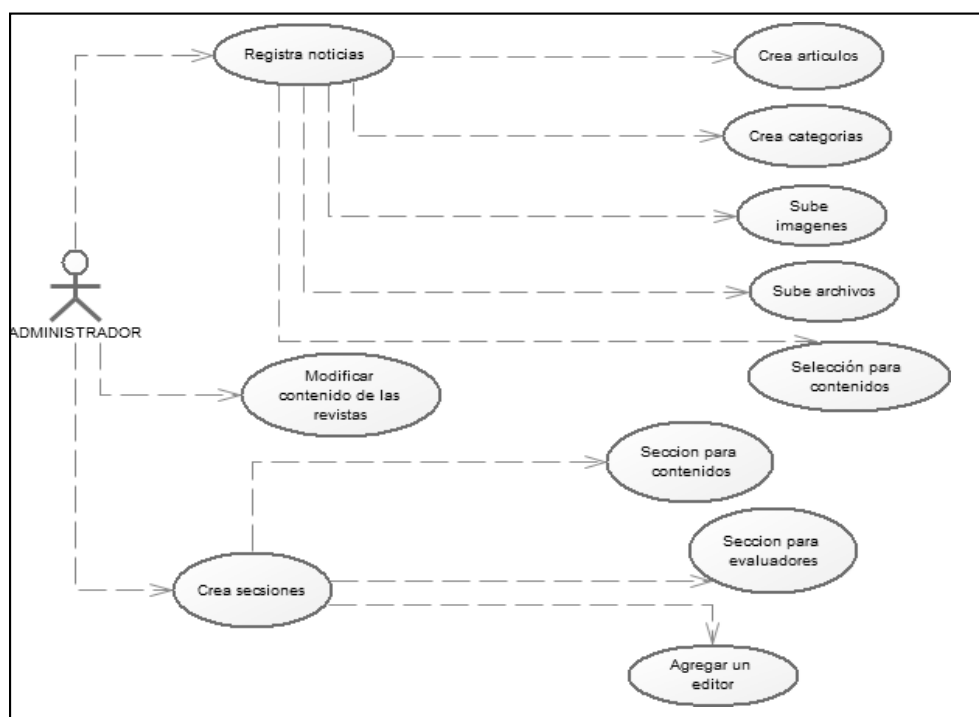 Registra noticias
Crea articulos
Crea categorias
Sube
imagenes
Sube archivos
ADMINISTRADOR
Selección para
contenidos
Modificar
contenido de las
revistas
Seccion para
contenidos
Seccion para
evaluadores
Crea secsiones
Agregar un
editor